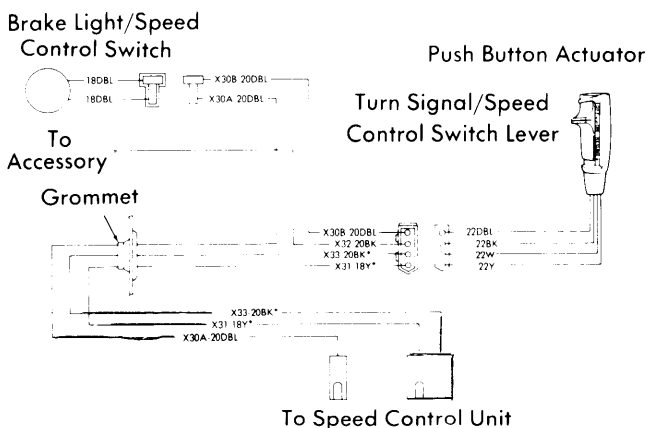 Brake Light/Speed
Control Switch
Push Button Actuator
18DBL
X30B 20DBL
18DBL
X30A 20DBL
Turn Signal/Speed
Control Switch Lever
To
Accessory
Grommet
X30B 20DBL
22DBL
X32 20BK
22BK
X33 20BK*
22W
X31 18Y*
22Y
X33-20BK*
X31 18Y*
X30A-20DBL
To Speed Control Unit